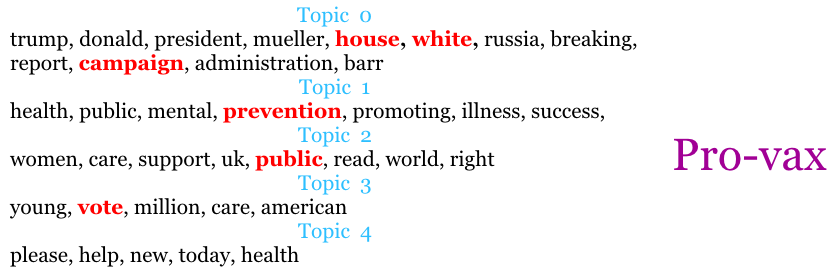 Topic 0
trump, donald, president, mueller, house, white, russia, breaking,
report, campaign, administration, barr
Topic 1
health, public, mental, prevention, promoting, illness, success,
Topic 2
women, care, support, uk, public, read, world, right
Pro-vax
Topic 3
young, vote, million, care, american
Topic 4
please, help, new, today, health